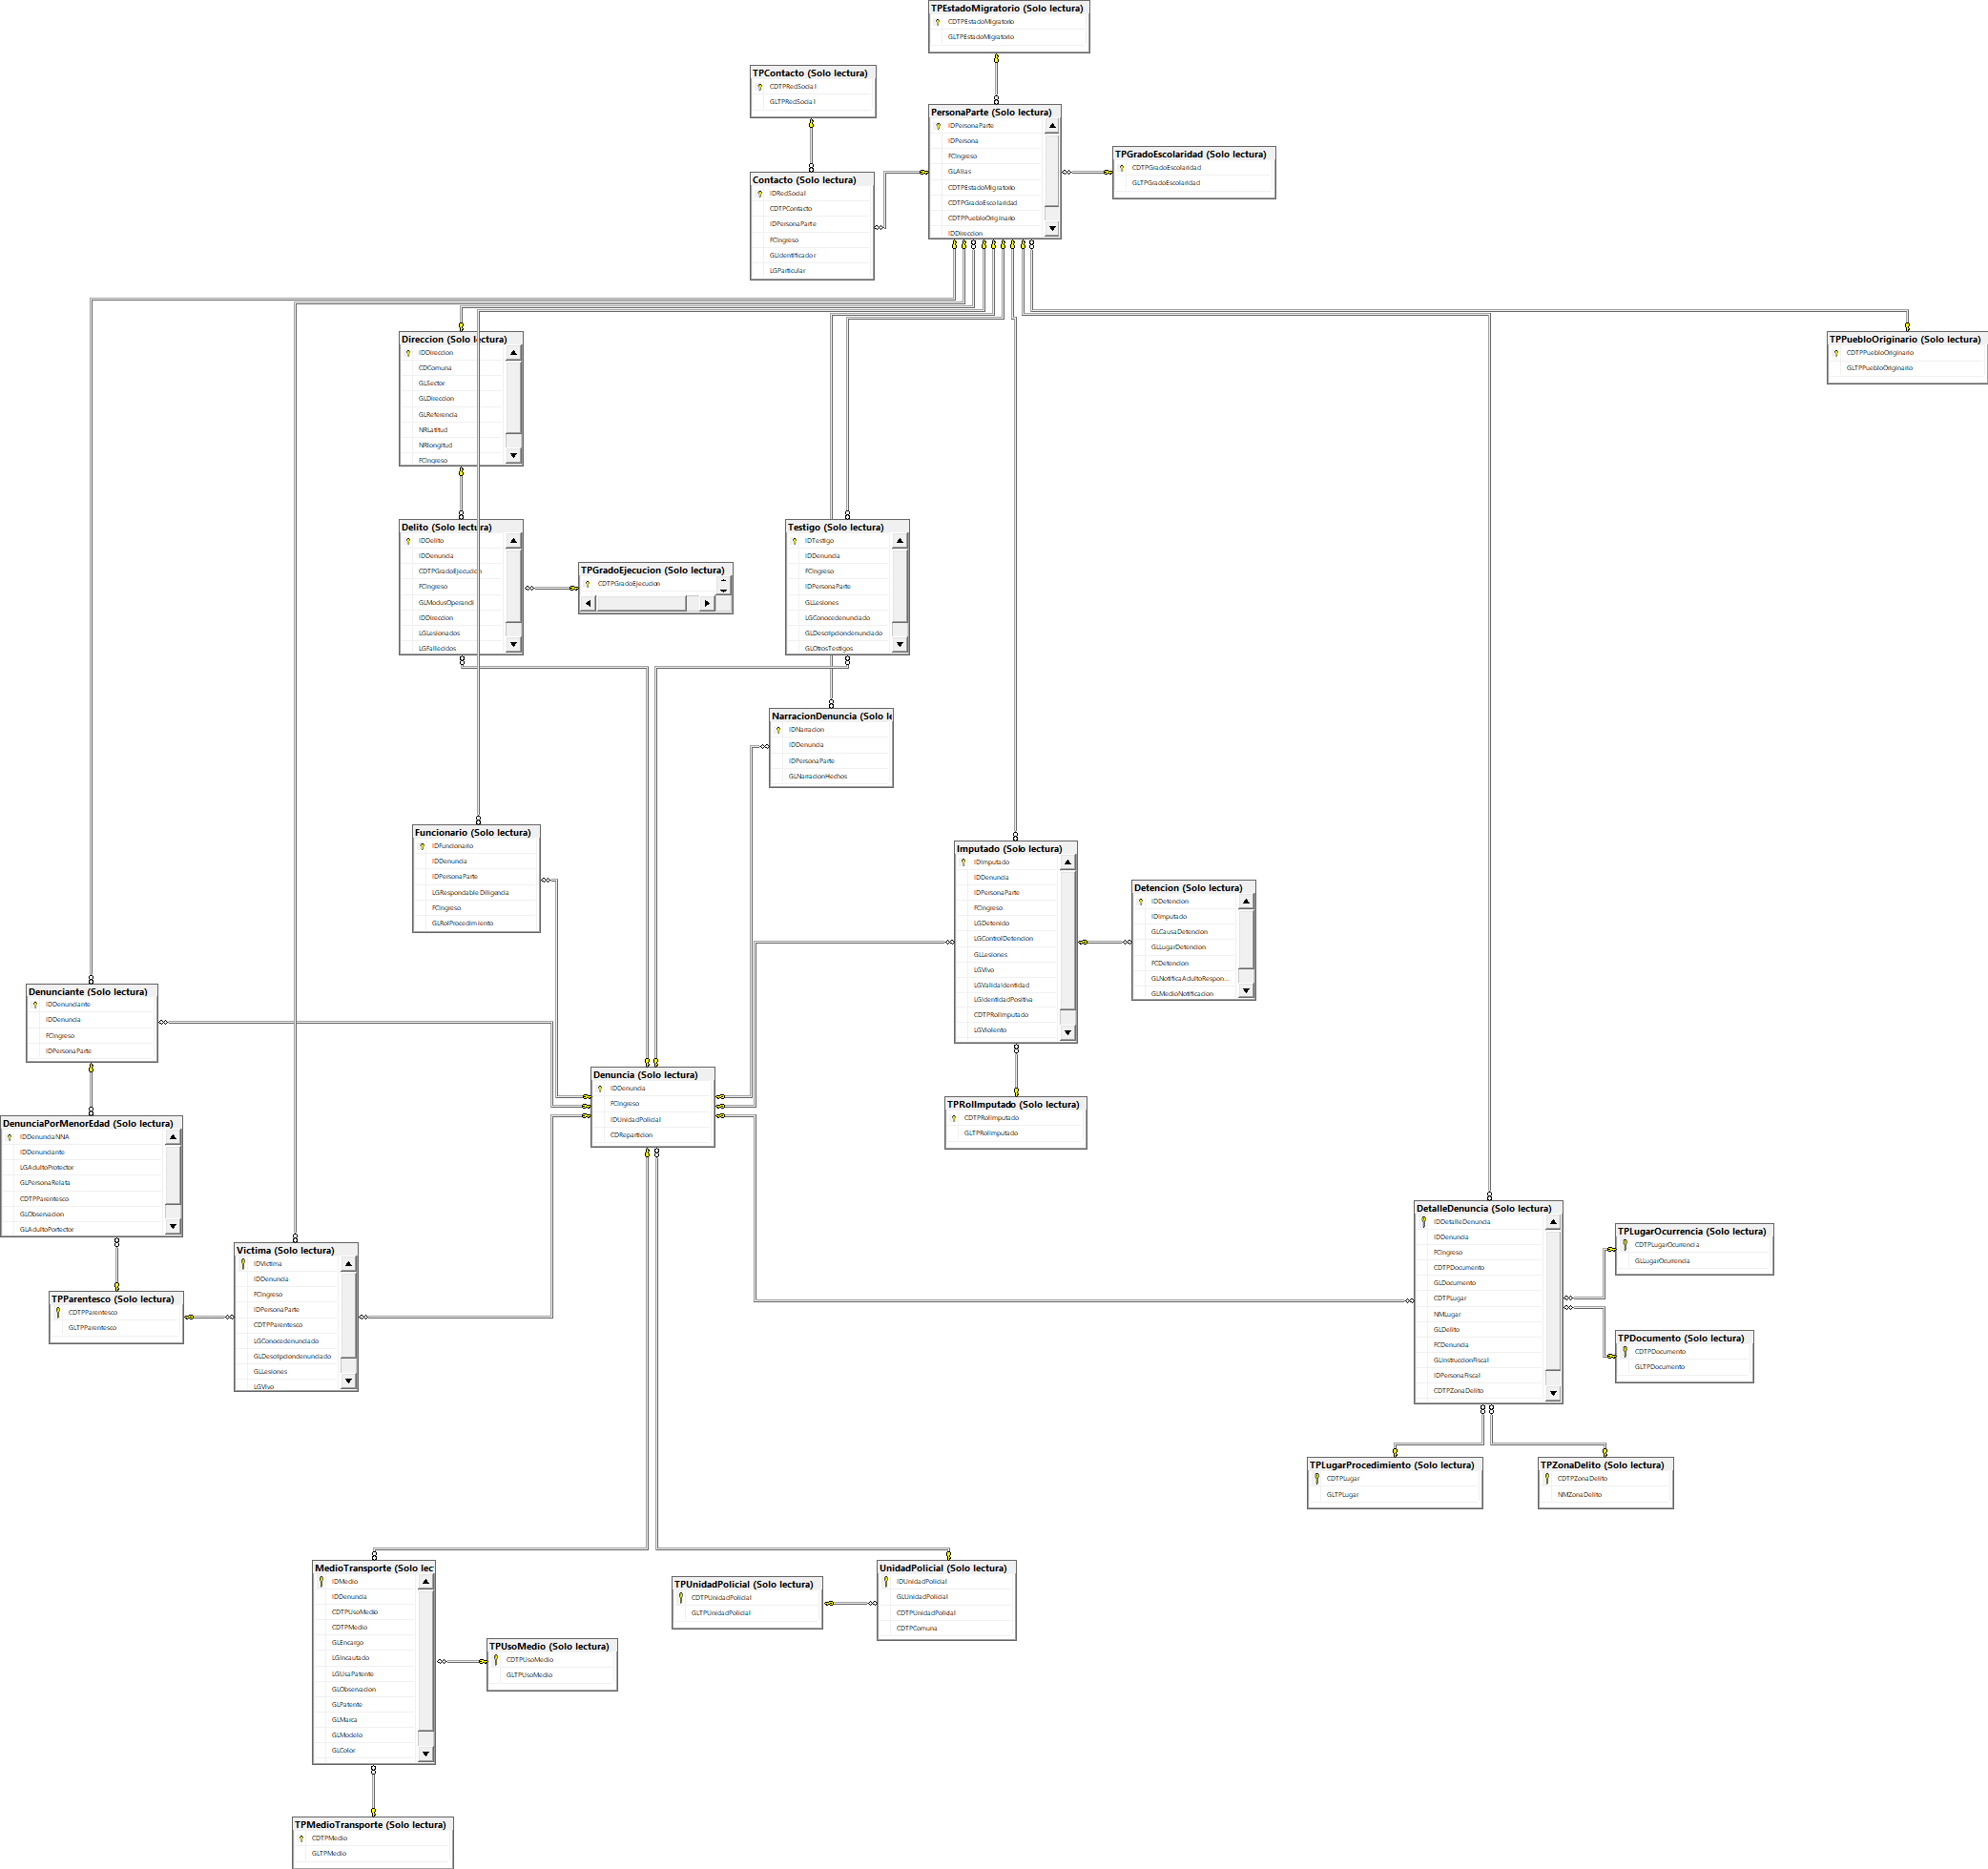 TPEstadoMigratorio (Solo lectura)
CDTPEstadoMigratorio
GLTPEstadoMigratorio
TPContacto (Solo lectura)
CDTPRedSocial
GLTPRedSocial
PersonaParte (Solo lectura)
IDPersonaParte
IDPersona
FCIngreso
GLAlias
CDTPEstadoMigratorio
CDTPGradoEscolaridad
CDTPPuebloOriginario
IDDireccion
TPGradoEscolaridad (Solo lectura)
CDTPGradoEscolaridad
GLTPGradoEscolaridad
Contacto (Solo lectura)
IDRedSocial
CDTPContacto
IDPersonaParte
FCIngreso
GLIdentificador
LGParticular
Direccion (Solo lectura)
IDDireccion
CDComuna
GLSector
GLDireccion
GLReferencia
NRLatitud
NRlongitud
FCIngreso
TPPuebloOriginario (Solo lectura)
CDTPPuebloOriginario
GLTPPuebloOriginario
Delito (Solo lectura)
IDDelito
IDDenuncia
CDTPGradoEjecucion
FCIngreso
GLModusOperandi
IDDireccion
LGLesionados
LGFallecidos
TPGradoEjecucion (Solo lectura)
CDTPGradoEjecucion
Testigo (Solo lectura)
IDTestigo
IDDenuncia
FCIngreso
IDPersonaParte
GLLesiones
LGConocedenunciado
GLDescripciondenunciado
GLOtrosTestigos
NarracionDenuncia (Solo le
IDNarracion
IDDenuncia
IDPersonaParte
GLNarracionHechos
Funcionario (Solo lectura)
IDFuncionario
IDDenuncia
IDPersonaParte
LGRespondableDiligencia
FCIngreso
GLRolProcedimiento
Imputado (Solo lectura)
IDImputado
IDDenuncia
IDPersonaParte
FCIngreso
LGDetenido
LGControlDetencion
GLLesiones
LGVivo
LGValidaIdentidad
LGIdentidadPositiva
CDTPRolImputado
LGViolento
Detencion (Solo lectura)
IDDetencion
IDImputado
GLCausaDetencion
GLLugarDetencion
FCDetencion
GLNotificaAdultoRespon...
GLMedioNotificacion
Denunciante (Solo lectura)
IDDenunciante
IDDenuncia
FCIngreso
IDPersonaParte
Denuncia (Solo lectura)
IDDenuncia
FCIngreso
IDUnidadPolicial
CDReparticion
TPRolImputado (Solo lectura)
CDTPRolImputado
GLTPRolImputado
DenunciaPorMenorEdad (Solo lectura)
IDDenunciaNNA
IDDenunciante
LGAdultoProtector
GLPersonaRelata
CDTPParentesco
GLObservacion
GLAdultoPortector
Victima (Solo lectura)
IDVictima
IDDenuncia
FCIngreso
IDPersonaParte
CDTPParentesco
LGConocedenunciado
GLDescripciondenunciado
GLLesiones
LGVivo
TPParentesco (Solo lectura)
CDTPParentesco
GLTPParentesco
DetalleDenuncia (Solo lectura)
IDDetalleDenuncia
IDDenuncia
FCIngreso
CDTPDocumento
GLDocumento
CDTPLugar
NMLugar
GLDelito
FCDenuncia
GLInstruccionFiscal
IDPersonaFiscal
CDTPZonaDelito
TPLugarOcurrencia (Solo lectura)
CDTPLugarOcurrencia
GLLugarOcurrencia
TPDocumento (Solo lectura)
CDTPDocumento
GLTPDocumento
TPLugarProcedimiento (Solo lectura)
CDTPLugar
GLTPLugar
TPZonaDelito (Solo lectura)
CDTPZonaDelito
NMZonaDelito
MedioTransporte (Solo lec
IDMedio
IDDenuncia
CDTPUsoMedio
CDTPMedio
GLEncargo
LGIncautado
LGUsaPatente
GLObservacion
GLPatente
GLMarca
GLModelo
GLColor
TPUnidadPolicial (Solo lectura)
CDTPUnidadPolicial
GLTPUnidadPolicial
UnidadPolicial (Solo lectura)
IDUnidadPolicial
GLUnidadPolicial
CDTPUnidadPolicial
CDTPComuna
TPUsoMedio (Solo lectura)
CDTPUsoMedio
GLTPUsoMedio
TPMedioTransporte (Solo lectura)
CDTPMedio
GLTPMedio